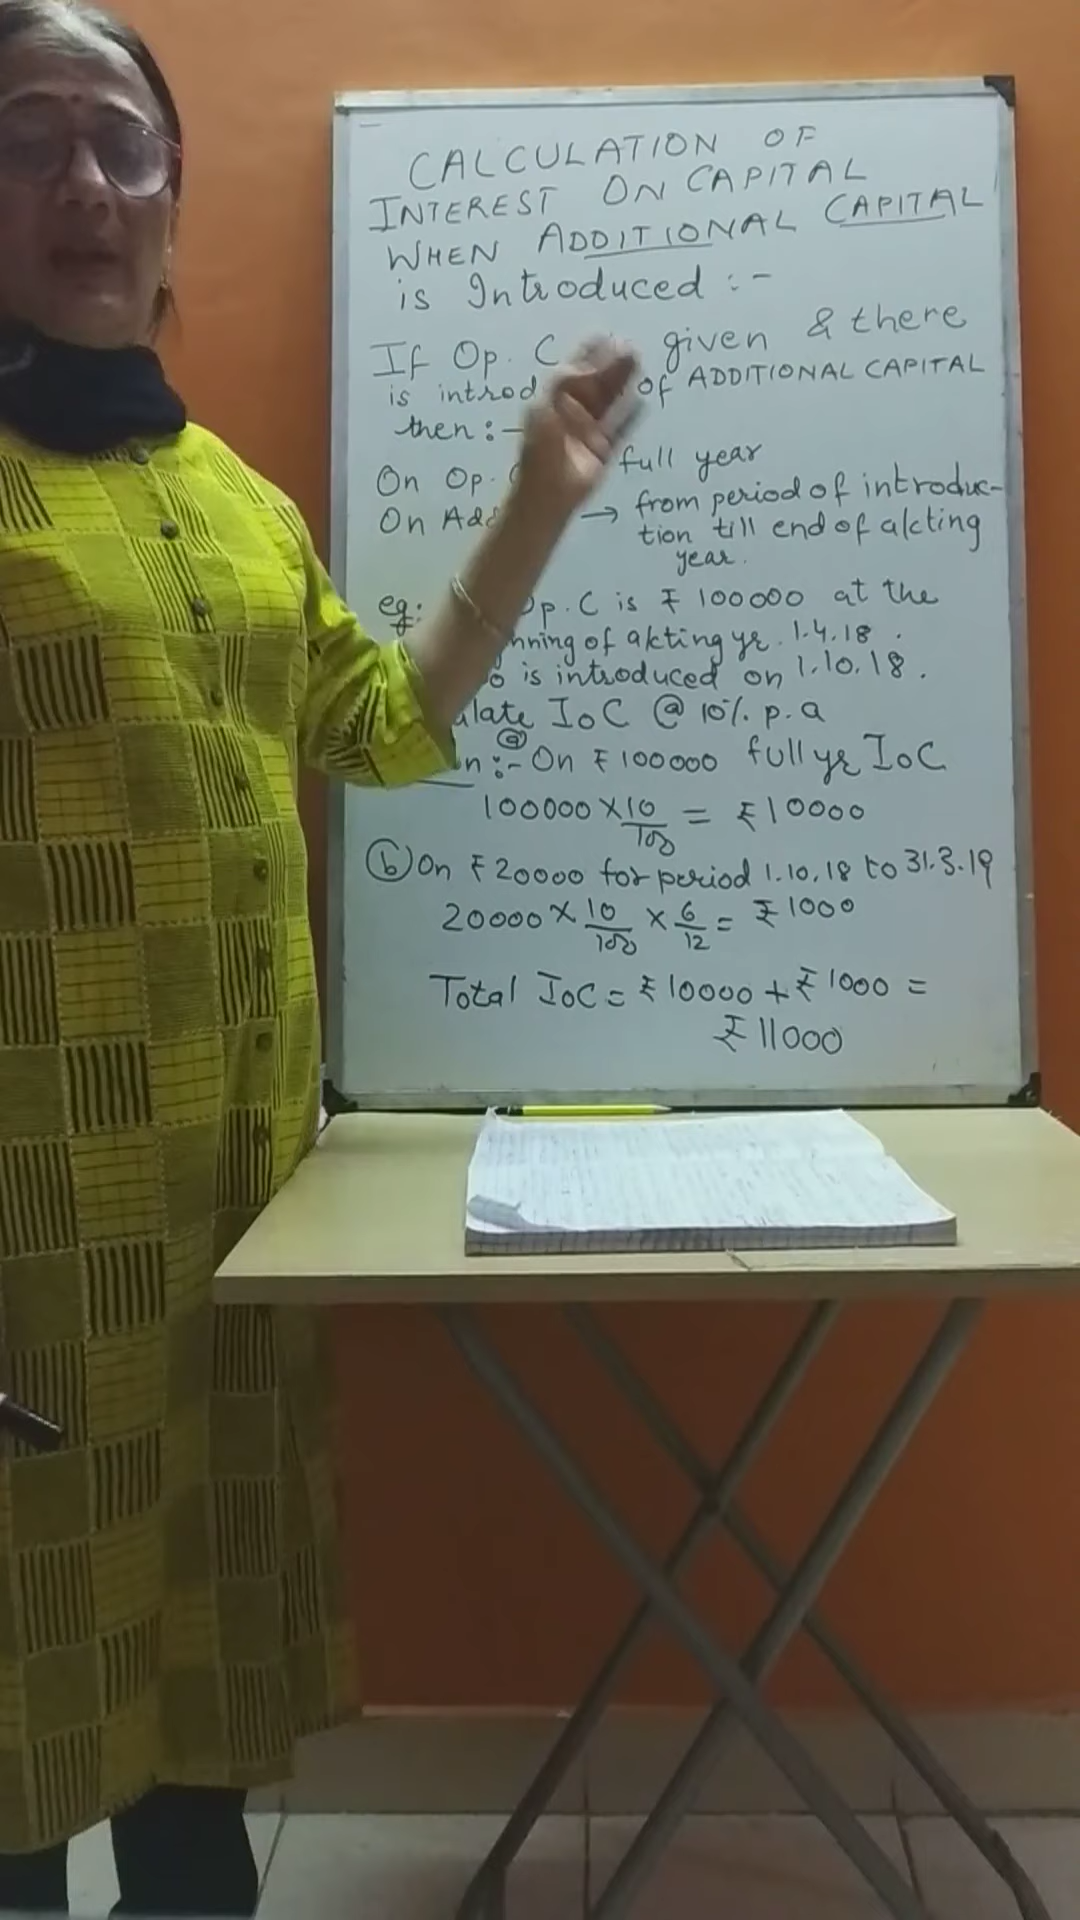 CALCULATION OF
INTEREST ON CAPITAL
WHEN ADDITIONAL CAPITAL
is Introduced :-
If Op. C given & there
is of ADDITIONAL CAPITAL
then :-
On Op. full year
On → from period of introduc-
tion till end of a/cting
year.
eg: Op. C is ₹ 100000 at the
of a/cting yr. 1.4.18.
is introduced on 1.10.18.
IoC @ 10% p.a
:- ⓐ On ₹ 100000 full yr IoC
100000 × 10/100 = ₹ 10000
ⓑ On ₹ 20000 for period 1.10.18 to 31.3.19
20000 × 10/100 × 6/12 = ₹ 1000
Total IoC = ₹ 10000 + ₹ 1000 =
₹ 11000